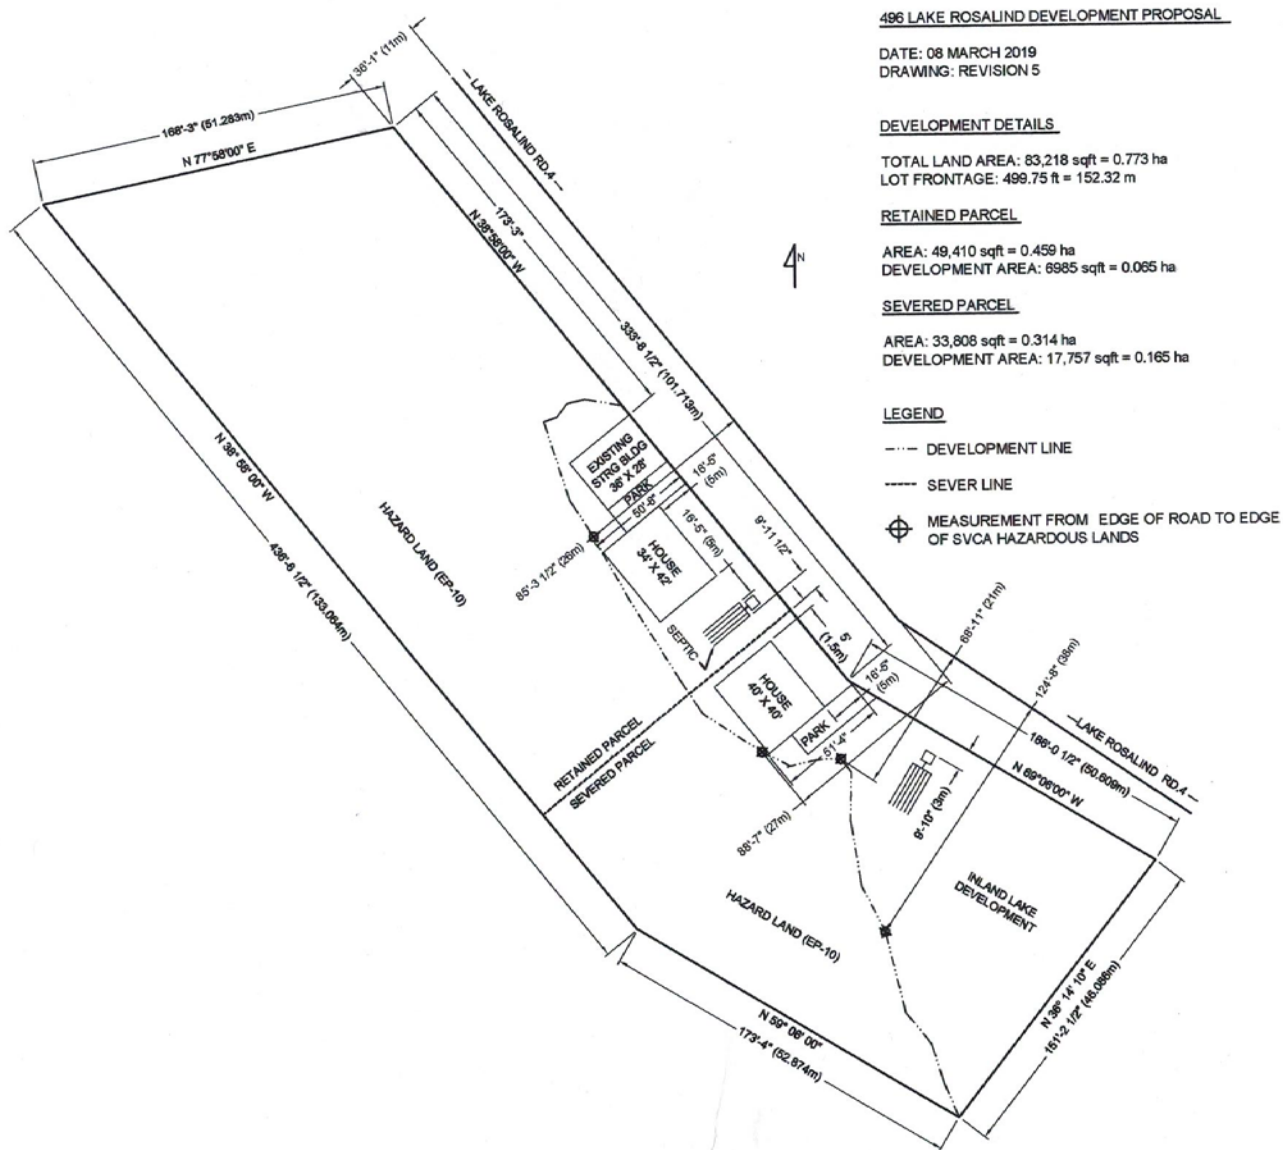 496 LAKE ROSALIND DEVELOPMENT PROPOSAL
DATE: 08 MARCH 2019
DRAWING: REVISION 5
DEVELOPMENT DETAILS
TOTAL LAND AREA: 83,218 sqft = 0.773 ha
LOT FRONTAGE: 499.75 ft = 152.32 m
RETAINED PARCEL
AREA: 49,410 sqft = 0.459 ha
DEVELOPMENT AREA: 6985 sqft = 0.065 ha
SEVERED PARCEL
AREA: 33,808 sqft = 0.314 ha
DEVELOPMENT AREA: 17,757 sqft = 0.165 ha
LEGEND
DEVELOPMENT LINE
SEVER LINE
MEASUREMENT FROM EDGE OF ROAD TO EDGE
OF SVCA HAZARDOUS LANDS
N
36'-1" (11m)
LAKE ROSALIND RD.4
168'-3" (51.283m)
N 77°58'00" E
173'-3"
N 38°58'00" W
333'-8 1/2" (101.713m)
N 38° 58' 00" W
436'-6 1/2" (133.064m)
HAZARD LAND (EP-10)
EXISTING
STRG BLDG
36' X 28'
PARK
50'-8"
16'-5"
(5m)
16'-5" (5m)
9'-11 1/2"
HOUSE
34' X 42'
85'-3 1/2" (26m)
SEPTIC
5'
(1.5m)
HOUSE
40' X 40'
16'-5"
(5m)
PARK
61'-4"
RETAINED PARCEL
SEVERED PARCEL
88'-7" (27m)
68'-11" (21m)
124'-8" (38m)
LAKE ROSALIND RD.4
166'-0 1/2" (50.609m)
N 69°06'00" W
9'-10" (3m)
INLAND LAKE
DEVELOPMENT
HAZARD LAND (EP-10)
N 36° 14' 10" E
151'-2 1/2" (46.086m)
N 59° 06' 00"
173'-4" (52.874m)